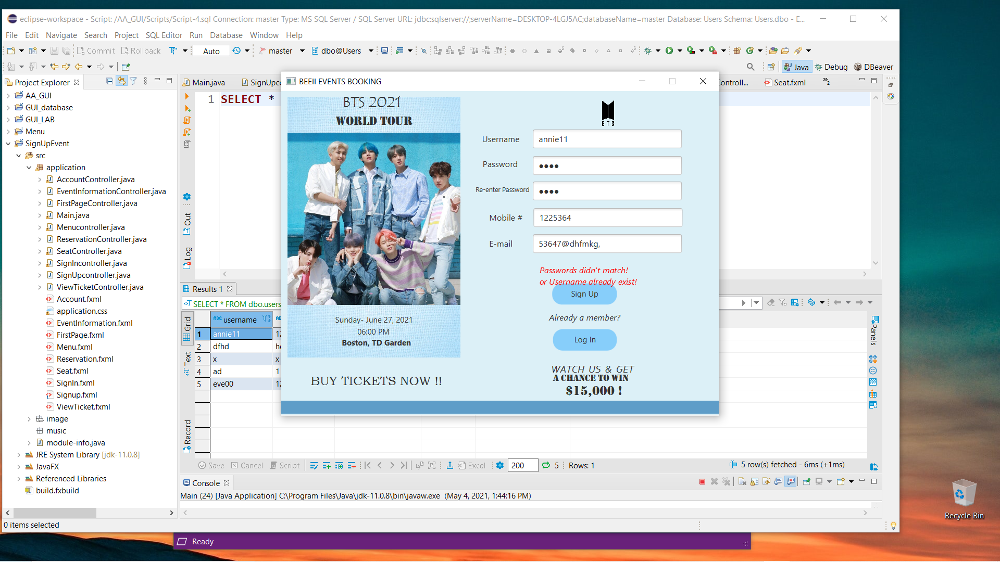 eclipse-workspace - Script: /AA_GUI/Scripts/Script-4.sql Connection: master Type: MS SQL Server / SQL Server URL: jdbc:sqlserver://;serverName=DESKTOP-4LGJ5AC;databaseName=master Database: Users Schema: Users.dbo - E...
File Edit Navigate Search Project SQL Editor Run Database Window Help
Commit Rollback Auto master dbo@Users
Java Debug DBeaver
Project Explorer
AA_GUI
GUI_database
GUI_LAB
Menu
SignUpEvent
src
application
AccountController.java
EventInformationController.java
FirstPageController.java
Main.java
Menucontroller.java
ReservationController.java
SeatController.java
SignIncontroller.java
SignUpcontroller.java
ViewTicketController.java
Account.fxml
application.css
EventInformation.fxml
FirstPage.fxml
Menu.fxml
Reservation.fxml
Seat.fxml
SignIn.fxml
Signup.fxml
ViewTicket.fxml
image
music
module-info.java
JRE System Library [jdk-11.0.8]
JavaFX
Referenced Libraries
build.fxbuild
0 items selected
Main.java SignUpco Controll... Seat.fxml »2
1 SELECT *
Out
Log
BEEII EVENTS BOOKING
BTS 2021
WORLD TOUR
Sunday- June 27, 2021
06:00 PM
Boston, TD Garden
BUY TICKETS NOW !!
BTS
Username annie11
Password ●●●●
Re-enter Password ●●●●
Mobile # 1225364
E-mail 53647@dhfmkg,
Passwords didn't match!
or Username already exist!
Sign Up
Already a member?
Log In
WATCH US & GET
A CHANCE TO WIN
$15,000 !
Results 1
SELECT * FROM dbo.users
Grid
Text
Record
Panels
ABC username ABC
1 annie11 12
2 dfhd ho
3 x x
4 ad 1
5 eve00 12
Save Cancel Script Excel 200 5 Rows: 1 5 row(s) fetched - 6ms (+1ms)
Console
Main (24) [Java Application] C:\Program Files\Java\jdk-11.0.8\bin\javaw.exe (May 4, 2021, 1:44:16 PM)
Ready
Recycle Bin